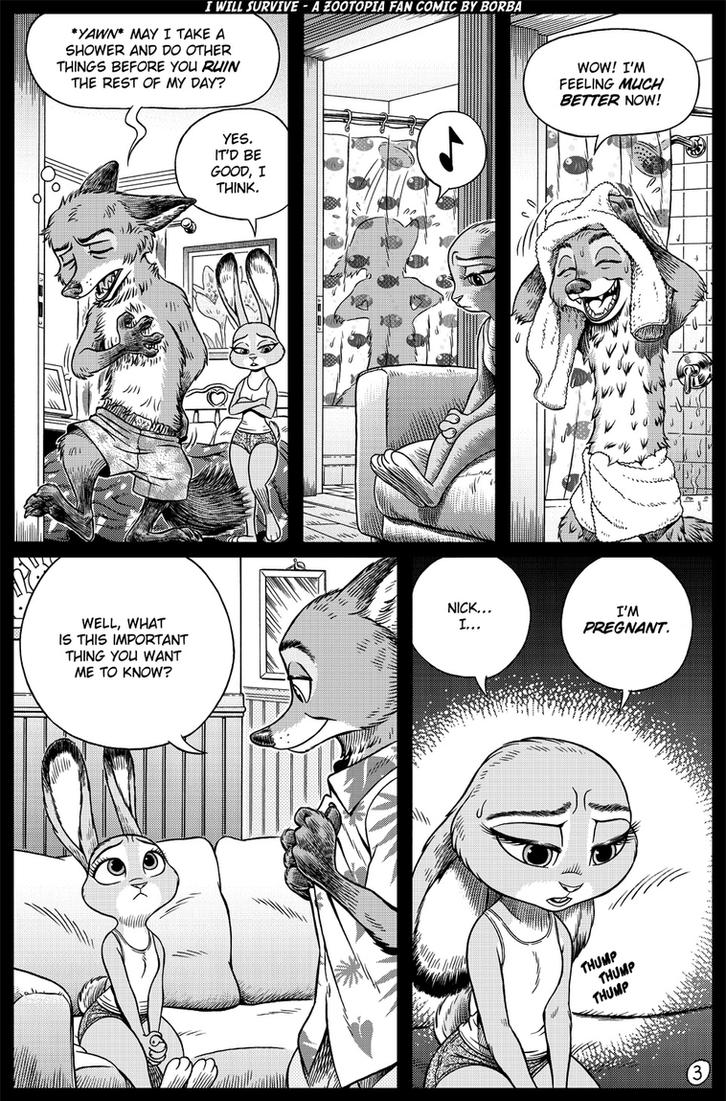 I WILL SURVIVE - A ZOOTOPIA FAN COMIC BY BORBA
*YAWN* MAY I TAKE A
SHOWER AND DO OTHER
THINGS BEFORE YOU RUIN
THE REST OF MY DAY?
YES.
IT'D BE
GOOD, I
THINK.
WOW! I'M
FEELING MUCH
BETTER NOW!
WELL, WHAT
IS THIS IMPORTANT
THING YOU WANT
ME TO KNOW?
NICK...
I...
I'M
PREGNANT.
THUMP
THUMP
THUMP
3